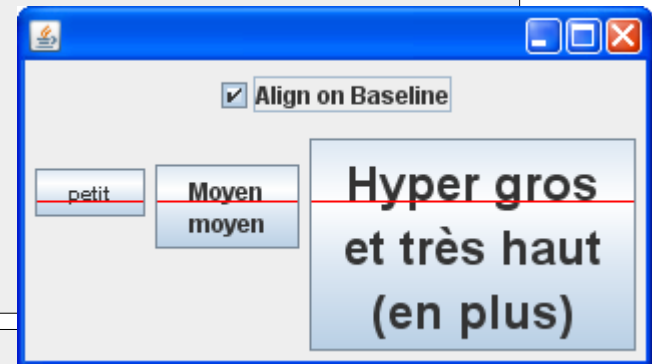 Align on Baseline
petit
Moyen
moyen
Hyper gros
et très haut
(en plus)